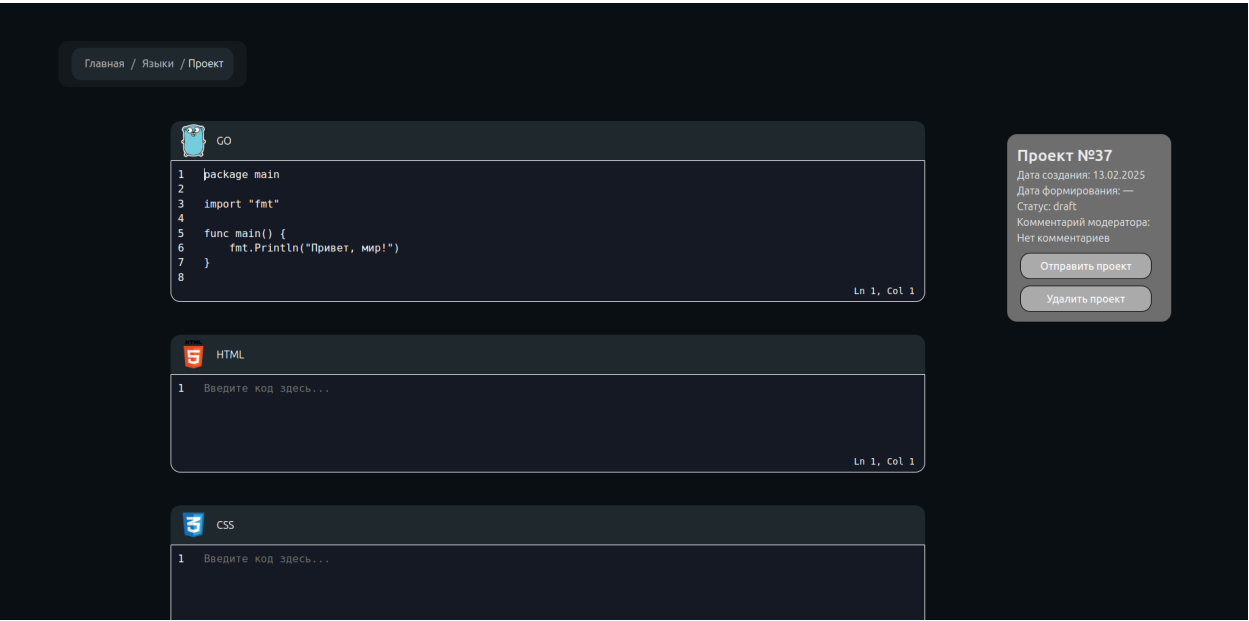 Главная / Языки / Проект
GO
1 package main
2
3 import "fmt"
4
5 func main() {
6 fmt.Println("Привет, мир!")
7 }
8
Ln 1, Col 1
HTML
1 Введите код здесь...
Ln 1, Col 1
CSS
1 Введите код здесь...
Проект №37
Дата создания: 13.02.2025
Дата формирования: —
Статус: draft
Комментарий модератора:
Нет комментариев
Отправить проект
Удалить проект